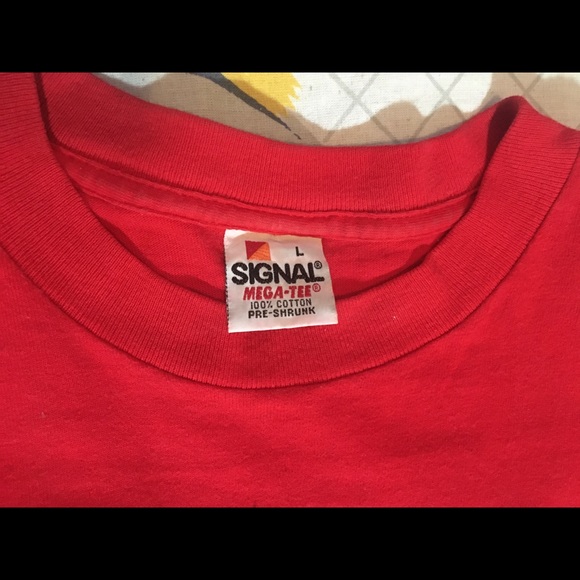 L
SIGNAL®
MEGA-TEE®
100% COTTON
PRE-SHRUNK